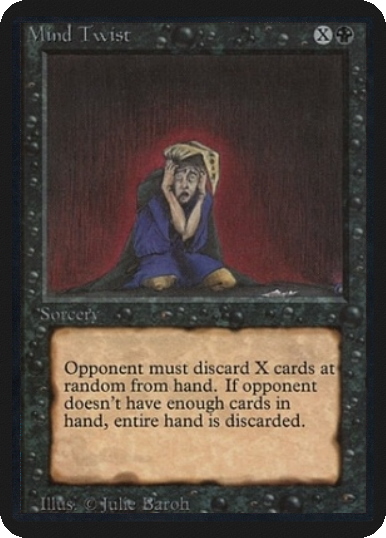 Mind Twist X
Sorcery
Opponent must discard X cards at
random from hand. If opponent
doesn't have enough cards in
hand, entire hand is discarded.
Illus. © Julie Baroh